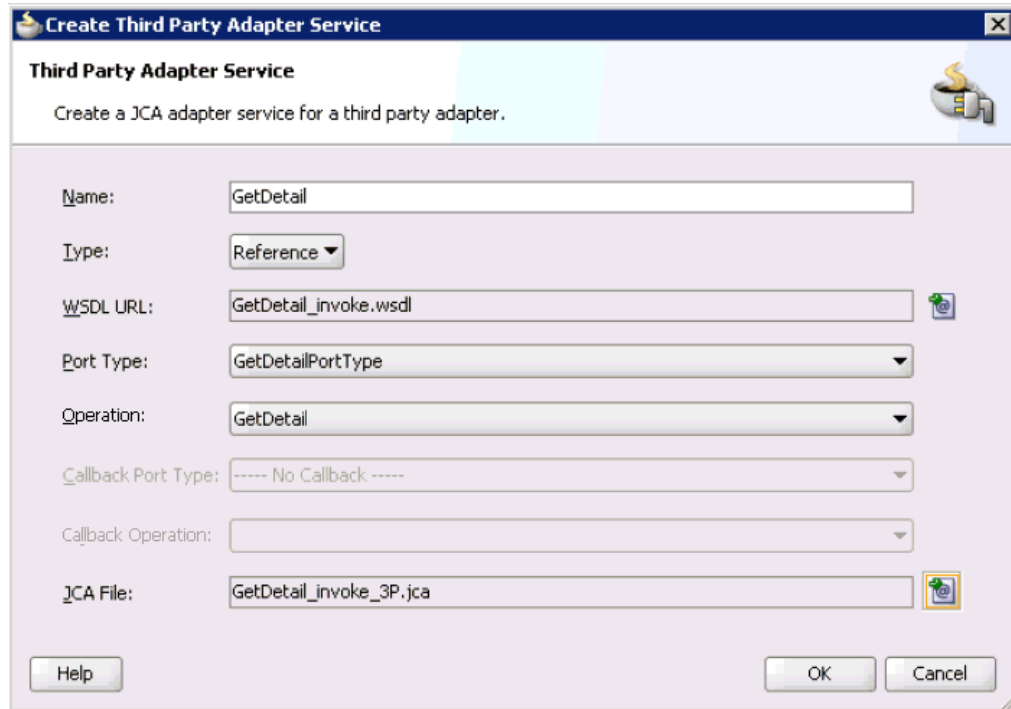 Create Third Party Adapter Service
Third Party Adapter Service
Create a JCA adapter service for a third party adapter.
Name: GetDetail
Type: Reference
WSDL URL: GetDetail_invoke.wsdl
Port Type: GetDetailPortType
Operation: GetDetail
Callback Port Type: ----- No Callback -----
Callback Operation:
JCA File: GetDetail_invoke_3P.jca
Help OK Cancel